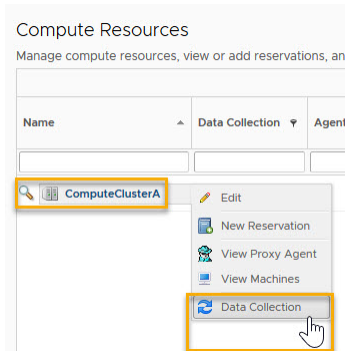 Compute Resources
Manage compute resources, view or add reservations, an
Name Data Collection Agent
ComputeClusterA
Edit
New Reservation
View Proxy Agent
View Machines
Data Collection